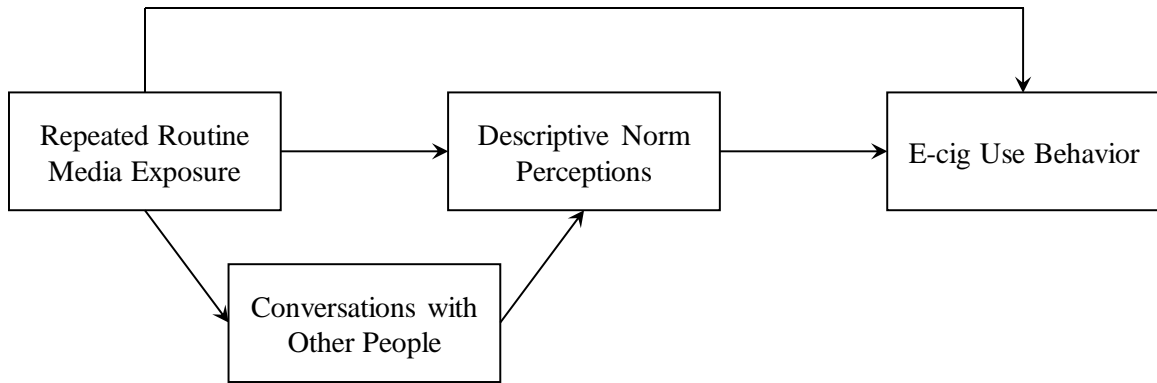 Repeated Routine
Media Exposure
Descriptive Norm
Perceptions
E-cig Use Behavior
Conversations with
Other People